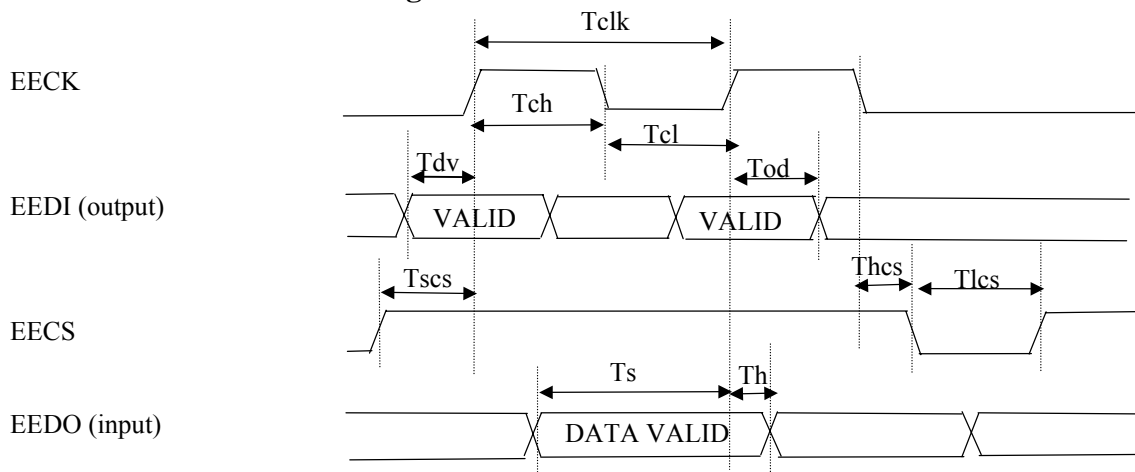 Tclk
EECK
Tch
Tcl
Tdv
Tod
EEDI (output)
VALID
VALID
Tscs
Thcs
Tlcs
EECS
Ts
Th
EEDO (input)
DATA VALID